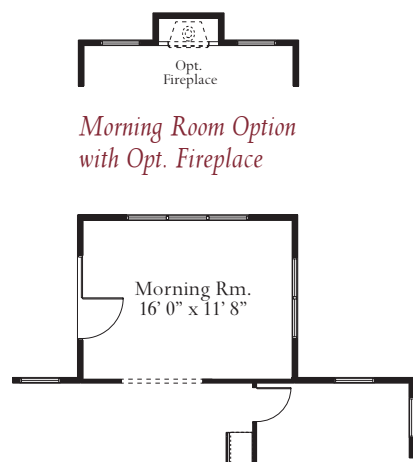 Opt.
Fireplace
Morning Room Option
with Opt. Fireplace
Morning Rm.
16' 0" x 11' 8"